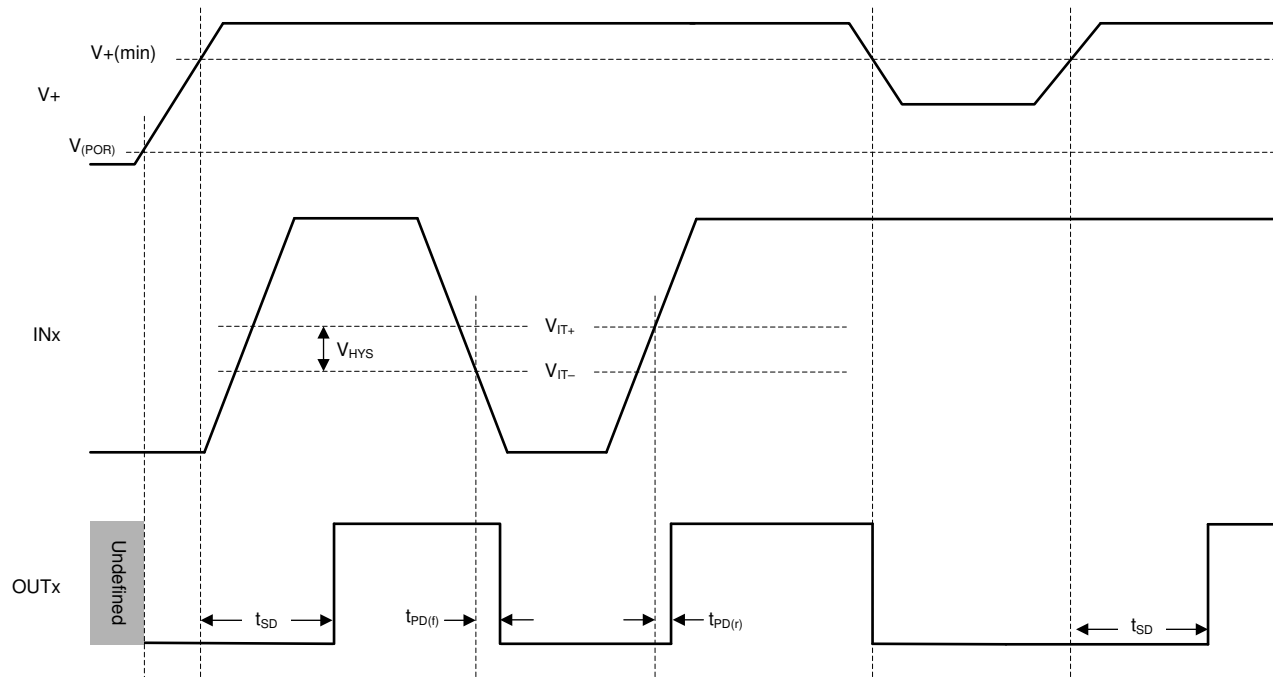 V+(min)
V+
V(POR)
VIT+
INx
VHYS
VIT–
Undefined
OUTx
tSD
tPD(f)
tPD(r)
tSD